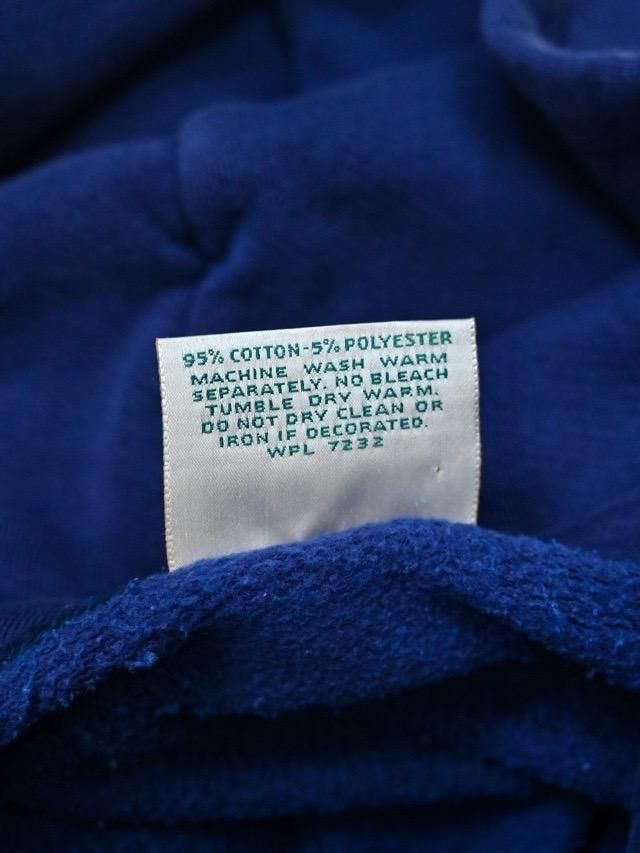 95% COTTON-5% POLYESTER
MACHINE WASH WARM
SEPARATELY. NO BLEACH
TUMBLE DRY WARM.
DO NOT DRY CLEAN OR
IRON IF DECORATED.
WPL 7232